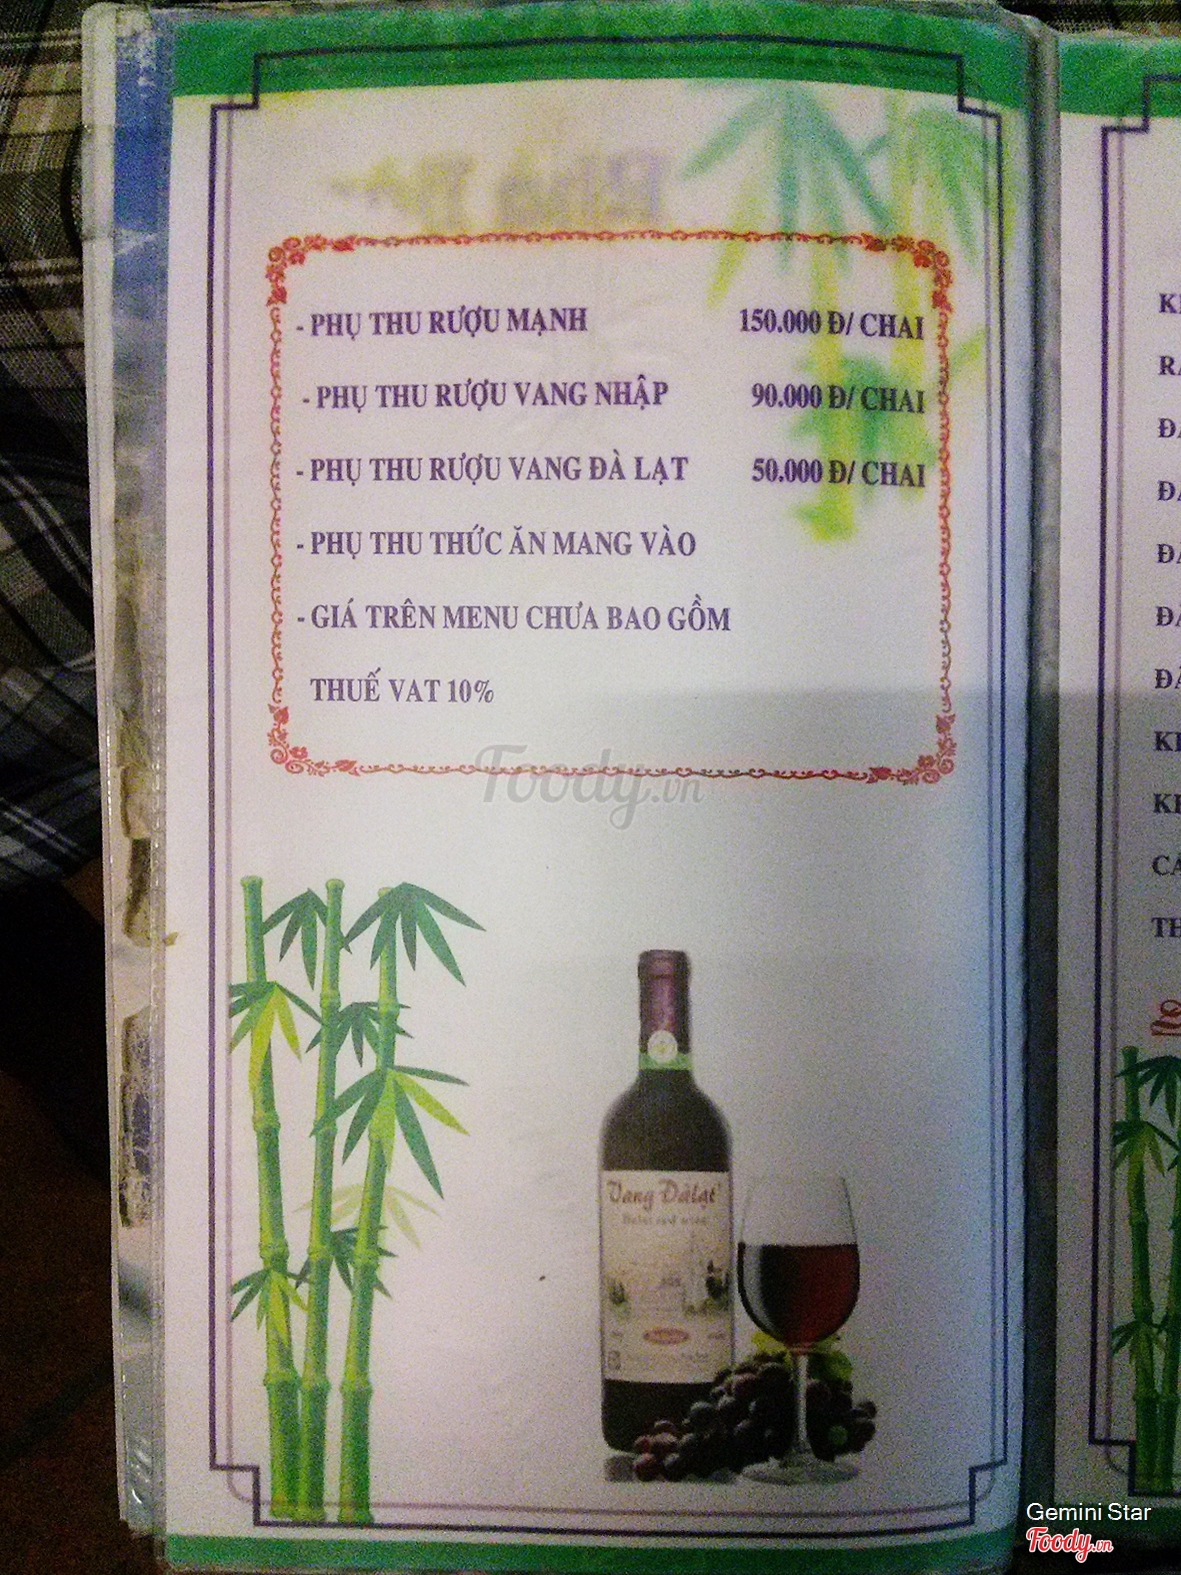 - PHỤ THU RƯỢU MẠNH 150.000 Đ/ CHAI
- PHỤ THU RƯỢU VANG NHẬP 90.000 Đ/ CHAI
- PHỤ THU RƯỢU VANG ĐÀ LẠT 50.000 Đ/ CHAI
- PHỤ THU THỨC ĂN MANG VÀO
- GIÁ TRÊN MENU CHƯA BAO GỒM
THUẾ VAT 10%
Foody.vn
Vang Đàlạt
Gemini Star
Foody.vn